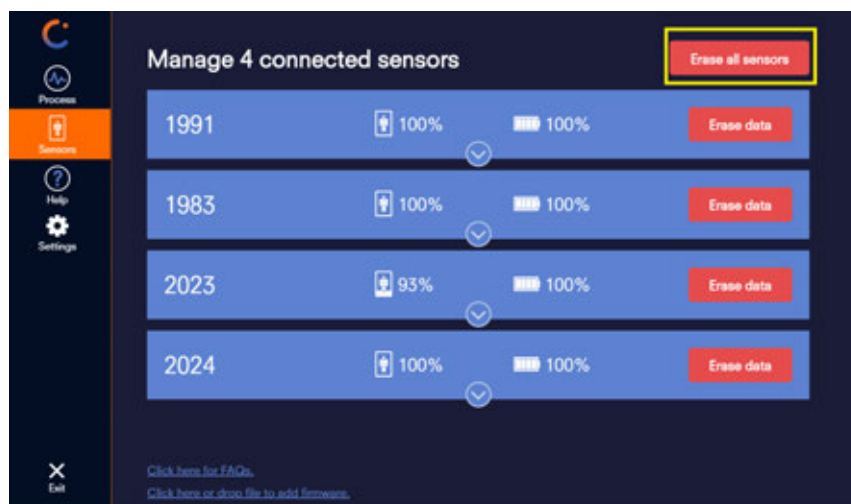 Manage 4 connected sensors
Erase all sensors
Process
Sensors
Help
Settings
Exit
1991 100% 100% Erase data
1983 100% 100% Erase data
2023 93% 100% Erase data
2024 100% 100% Erase data
Click here for FAQs.
Click here or drop file to add firmware.